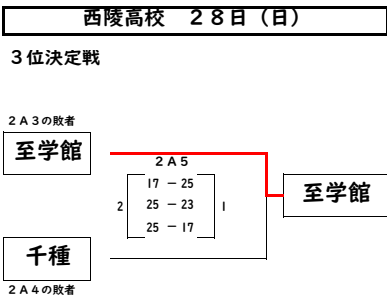 西陵高校　２８日（日）
３位決定戦
２Ａ３の敗者
至学館
２Ａ５
17 － 25
2 25 － 23 1
25 － 17
至学館
千種
２Ａ４の敗者